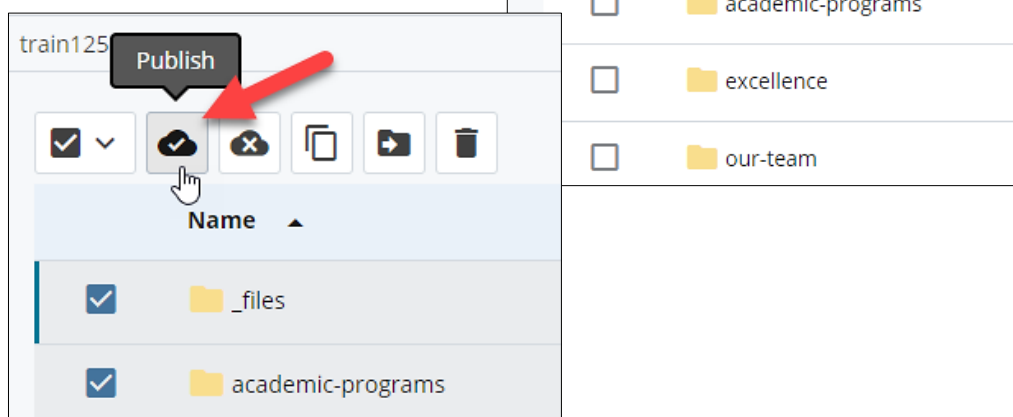 train125
Publish
Name
_files
academic-programs
academic-programs
excellence
our-team